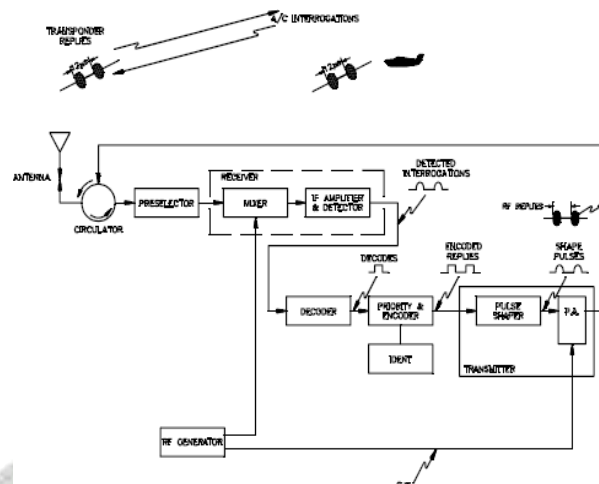 A/C INTERROGATIONS
TRANSPONDER
REPLIES
ANTENNA
CIRCULATOR
PRESELECTOR
RECEIVER
MIXER
IF AMPLIFIER
& DETECTOR
DETECTED
INTERROGATIONS
RF REPLIES
DECODES
ENCODED
REPLIES
SHAPE
PULSES
DECODER
PRIORITY &
ENCODER
IDENT
PULSE
SHAPER
P.A.
TRANSMITTER
RF GENERATOR